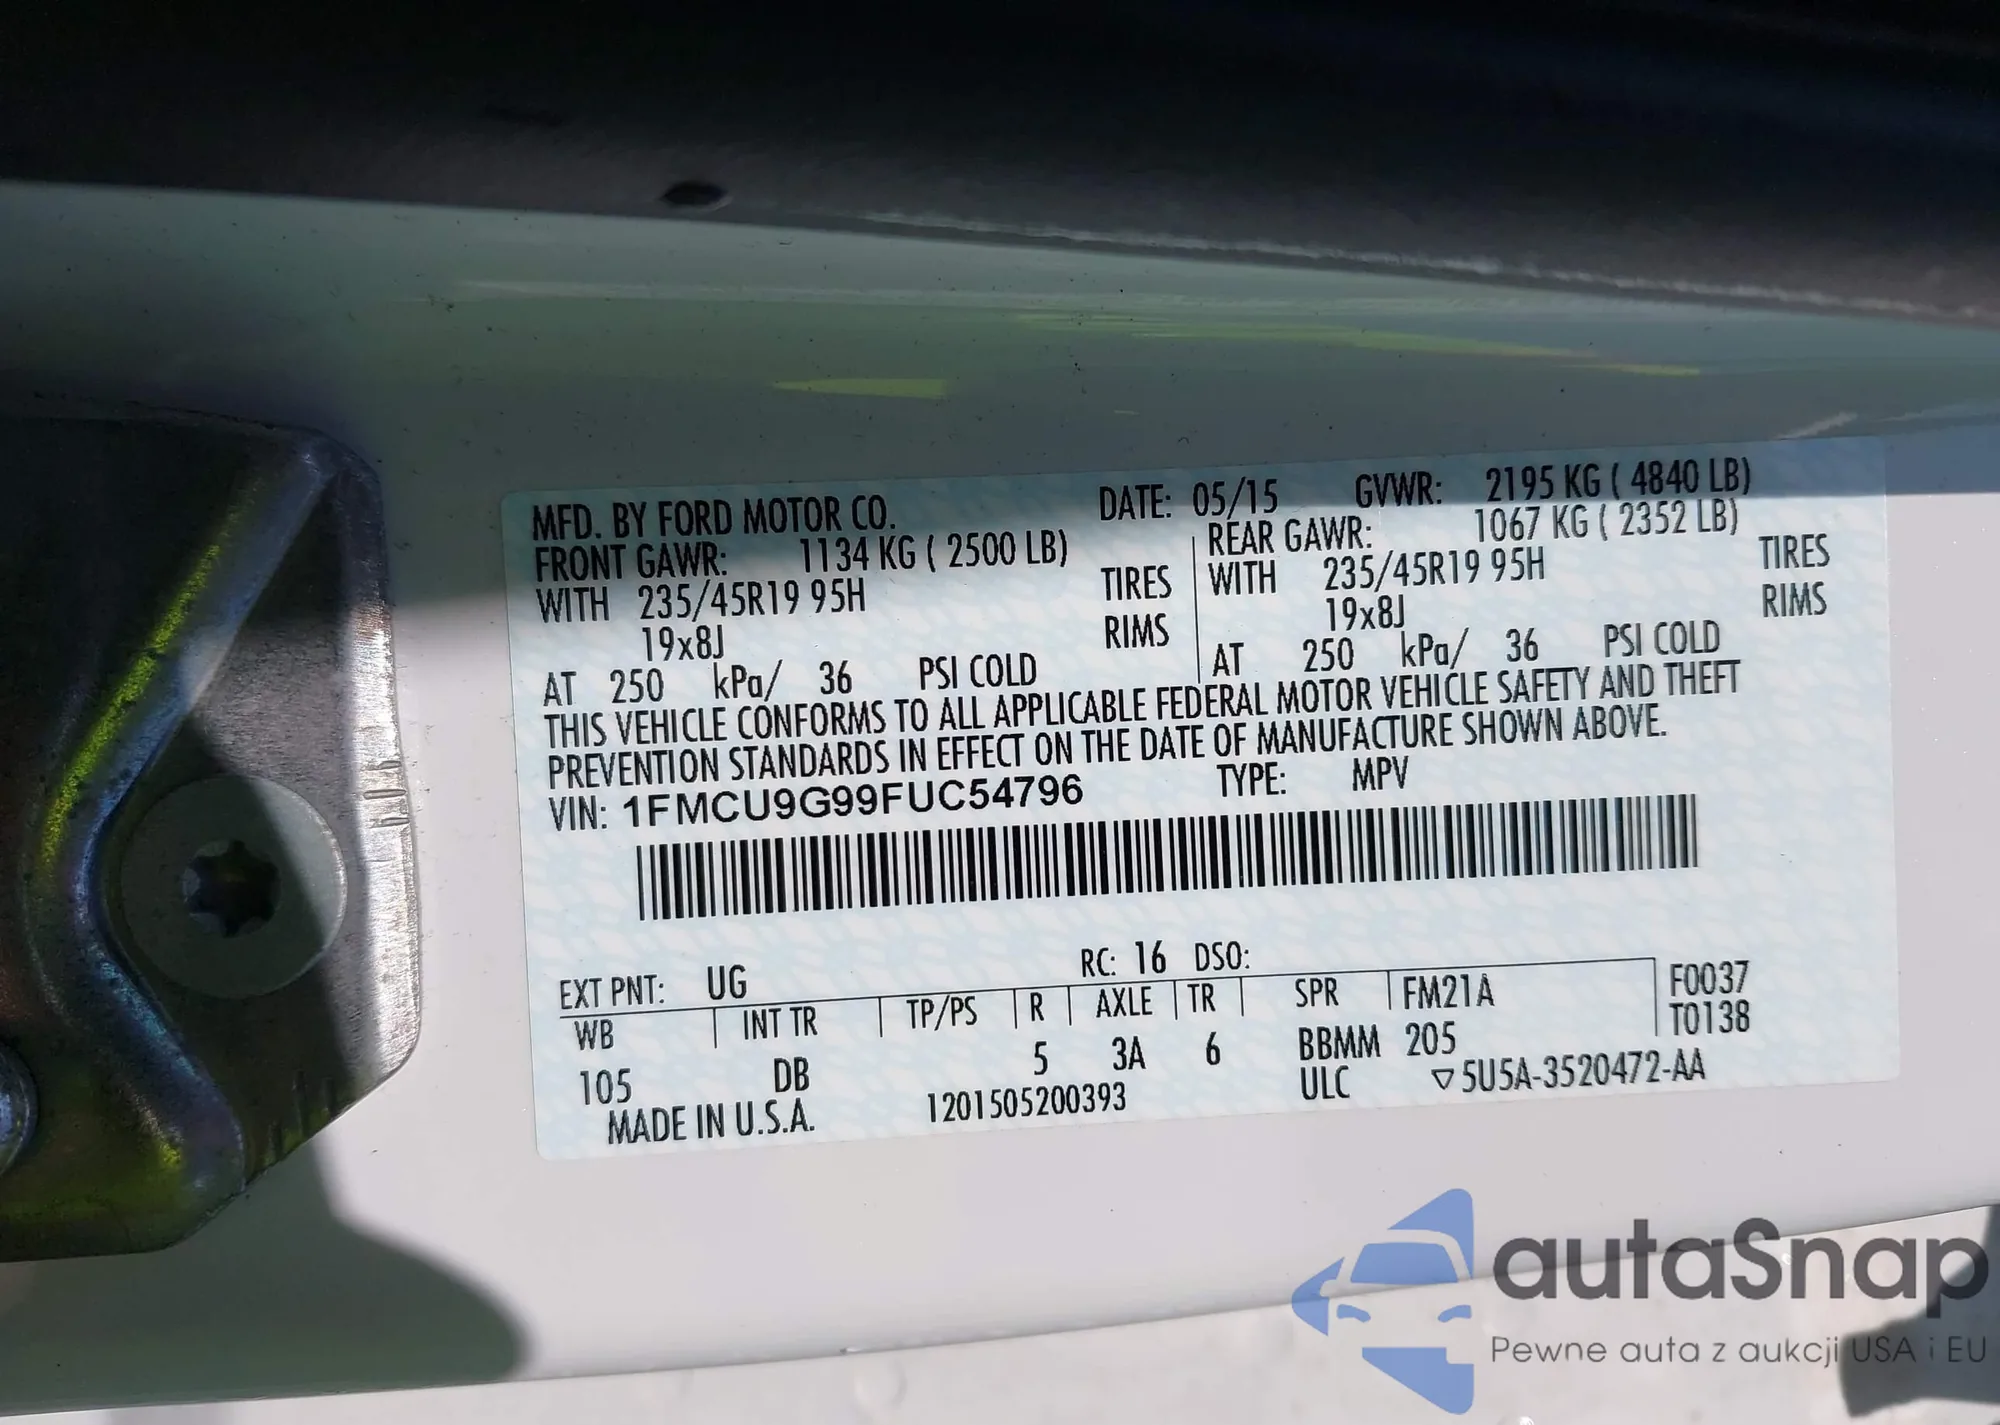 MFD. BY FORD MOTOR CO. DATE: 05/15 GVWR: 2195 KG ( 4840 LB)
FRONT GAWR: 1134 KG ( 2500 LB) REAR GAWR: 1067 KG ( 2352 LB)
WITH 235/45R19 95H TIRES WITH 235/45R19 95H TIRES
19x8J RIMS 19x8J RIMS
AT 250 kPa/ 36 PSI COLD AT 250 kPa/ 36 PSI COLD
THIS VEHICLE CONFORMS TO ALL APPLICABLE FEDERAL MOTOR VEHICLE SAFETY AND THEFT
PREVENTION STANDARDS IN EFFECT ON THE DATE OF MANUFACTURE SHOWN ABOVE.
VIN: 1FMCU9G99FUC54796 TYPE: MPV
EXT PNT: UG RC: 16 DSO:
WB INT TR TP/PS R AXLE TR SPR FM21A F0037
T0138
105 DB 5 3A 6 BBMM 205
MADE IN U.S.A. 1201505200393 ULC ▽5U5A-3520472-AA
autaSnap
Pewne auta z aukcji USA i EU